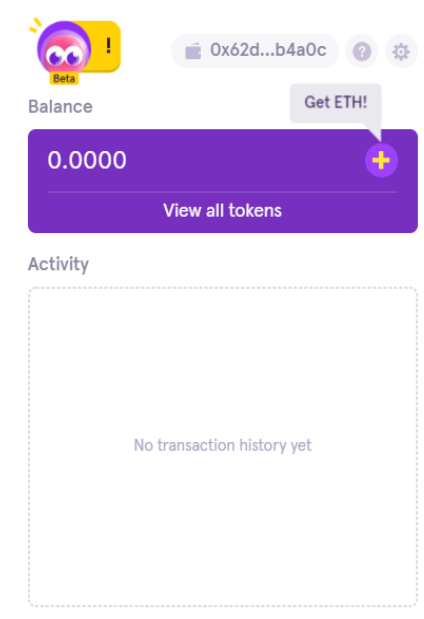 !
Beta
0x62d...b4a0c
?
Balance
Get ETH!
0.0000
View all tokens
Activity
No transaction history yet